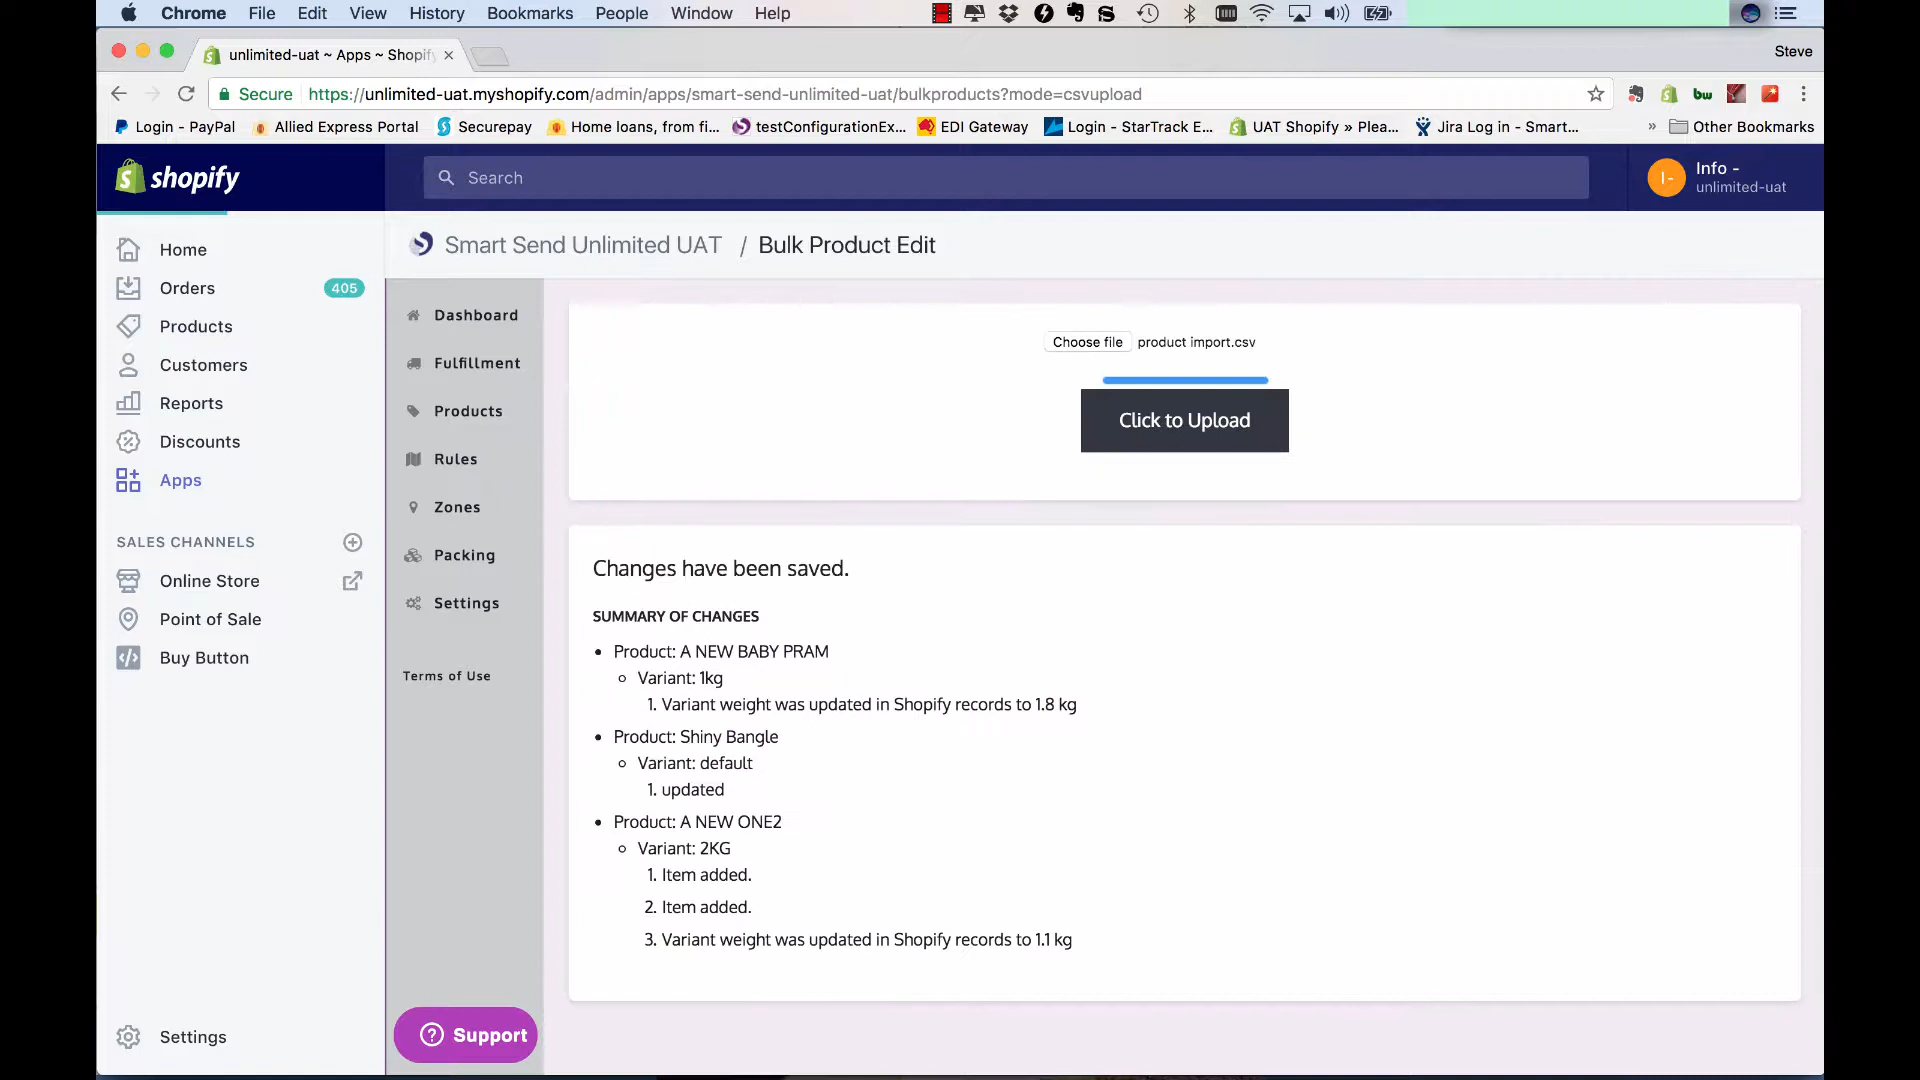 Chrome File Edit View History Bookmarks People Window Help
unlimited-uat ~ Apps ~ Shopif
Steve
Secure https://unlimited-uat.myshopify.com/admin/apps/smart-send-unlimited-uat/bulkproducts?mode=csvupload
Login - PayPal Allied Express Portal Securepay Home loans, from fi... testConfigurationEx... EDI Gateway Login - StarTrack E... UAT Shopify » Plea... Jira Log in - Smart... » Other Bookmarks
shopify
Search
I -
Info -
unlimited-uat
Home
Orders 405
Products
Customers
Reports
Discounts
Apps
SALES CHANNELS
Online Store
Point of Sale
Buy Button
Settings
Smart Send Unlimited UAT / Bulk Product Edit
Dashboard
Fulfillment
Products
Rules
Zones
Packing
Settings
Terms of Use
Support
Choose file product import.csv
Click to Upload
Changes have been saved.
SUMMARY OF CHANGES
Product: A NEW BABY PRAM
Variant: 1kg
1. Variant weight was updated in Shopify records to 1.8 kg
Product: Shiny Bangle
Variant: default
1. updated
Product: A NEW ONE2
Variant: 2KG
1. Item added.
2. Item added.
3. Variant weight was updated in Shopify records to 1.1 kg